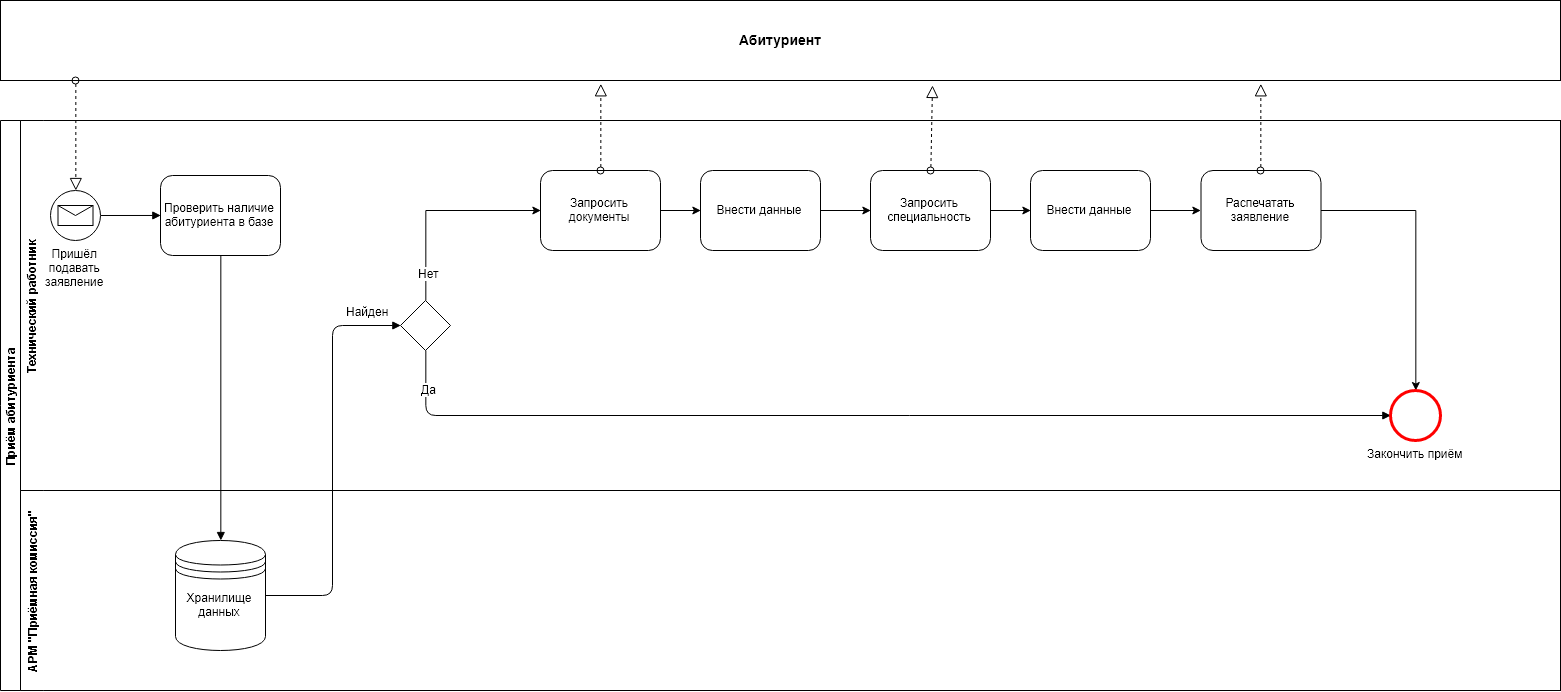 Абитуриент
Приём абитуриента
Технический работник
Пришёл
подавать
заявление
Проверить наличие
абитуриента в базе
Найден
Нет
Да
Запросить
документы
Внести данные
Запросить
специальность
Внести данные
Распечатать
заявление
Закончить приём
АРМ "Приёмная комиссия"
Хранилище
данных